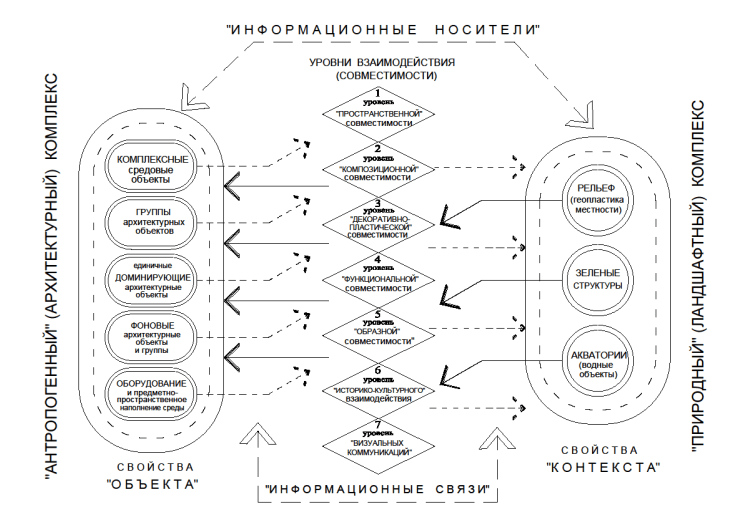 "ИНФОРМАЦИОННЫЕ НОСИТЕЛИ"
"АНТРОПОГЕННЫЙ" (АРХИТЕКТУРНЫЙ) КОМПЛЕКС
КОМПЛЕКСНЫЕ
средовые
объекты
ГРУППЫ
архитектурных
объектов
единичные
ДОМИНИРУЮЩИЕ
архитектурные
объекты
ФОНОВЫЕ
архитектурные
объекты
и группы
ОБОРУДОВАНИЕ
и предметно-
пространственное
наполнение среды
СВОЙСТВА
"ОБЪЕКТА"
УРОВНИ ВЗАИМОДЕЙСТВИЯ
(СОВМЕСТИМОСТИ)
1
уровень
"ПРОСТРАНСТВЕННОЙ"
совместимости
2
уровень
"КОМПОЗИЦИОННОЙ"
совместимости
3
уровень
"ДЕКОРАТИВНО-
ПЛАСТИЧЕСКОЙ"
совместимости
4
уровень
"ФУНКЦИОНАЛЬНОЙ"
совместимости
5
уровень
"ОБРАЗНОЙ"
совместимости"
6
уровень
"ИСТОРИКО-КУЛЬТУРНОГО"
взаимодействия
7
уровень
"ВИЗУАЛЬНЫХ
КОММУНИКАЦИЙ"
РЕЛЬЕФ
(геопластика
местности)
ЗЕЛЕНЫЕ
СТРУКТУРЫ
АКВАТОРИИ
(водные
объекты)
СВОЙСТВА
"КОНТЕКСТА"
"ПРИРОДНЫЙ" (ЛАНДШАФТНЫЙ) КОМПЛЕКС
"ИНФОРМАЦИОННЫЕ СВЯЗИ"